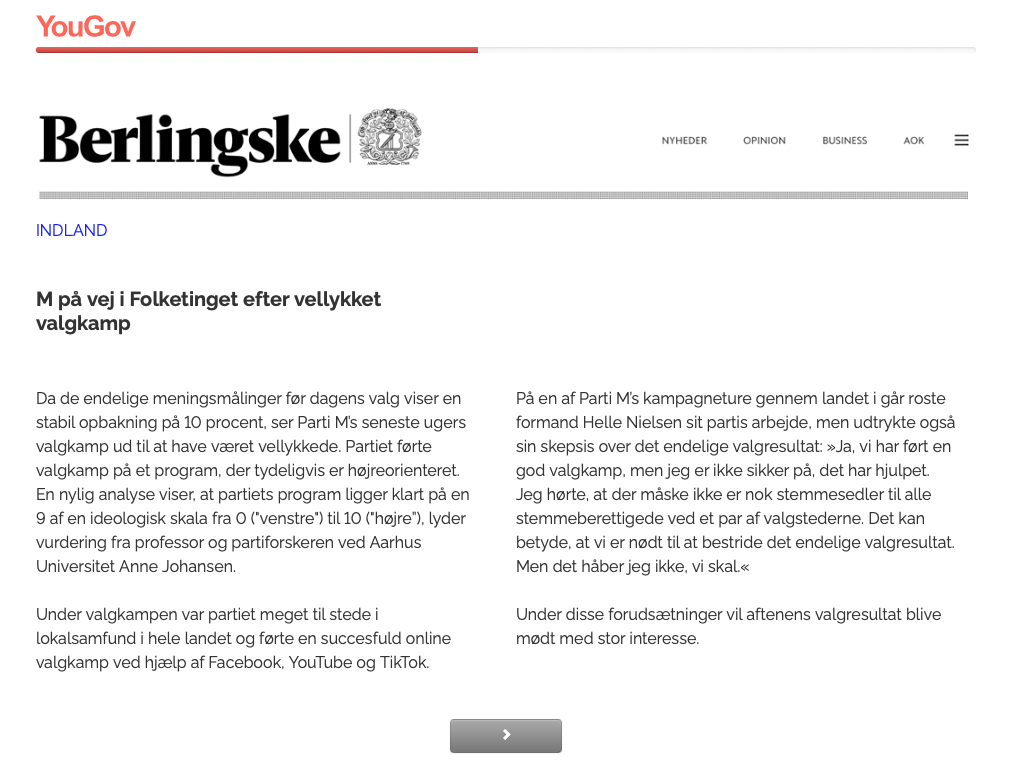 YouGov
Berlingske
NYHEDER OPINION BUSINESS AOK
INDLAND
M på vej i Folketinget efter vellykket
valgkamp
Da de endelige meningsmålinger før dagens valg viser en
stabil opbakning på 10 procent, ser Parti M's seneste ugers
valgkamp ud til at have været vellykkede. Partiet førte
valgkamp på et program, der tydeligvis er højreorienteret.
En nylig analyse viser, at partiets program ligger klart på en
9 af en ideologisk skala fra 0 ("venstre") til 10 ("højre”), lyder
vurdering fra professor og partiforskeren ved Aarhus
Universitet Anne Johansen.
Under valgkampen var partiet meget til stede i
lokalsamfund i hele landet og førte en succesfuld online
valgkamp ved hjælp af Facebook, YouTube og TikTok.
På en af Parti M's kampagneture gennem landet i går roste
formand Helle Nielsen sit partis arbejde, men udtrykte også
sin skepsis over det endelige valgresultat: »Ja, vi har ført en
god valgkamp, men jeg er ikke sikker på, det har hjulpet.
Jeg hørte, at der måske ikke er nok stemmesedler til alle
stemmeberettigede ved et par af valgstederne. Det kan
betyde, at vi er nødt til at bestride det endelige valgresultat.
Men det håber jeg ikke, vi skal.«
Under disse forudsætninger vil aftenens valgresultat blive
mødt med stor interesse.